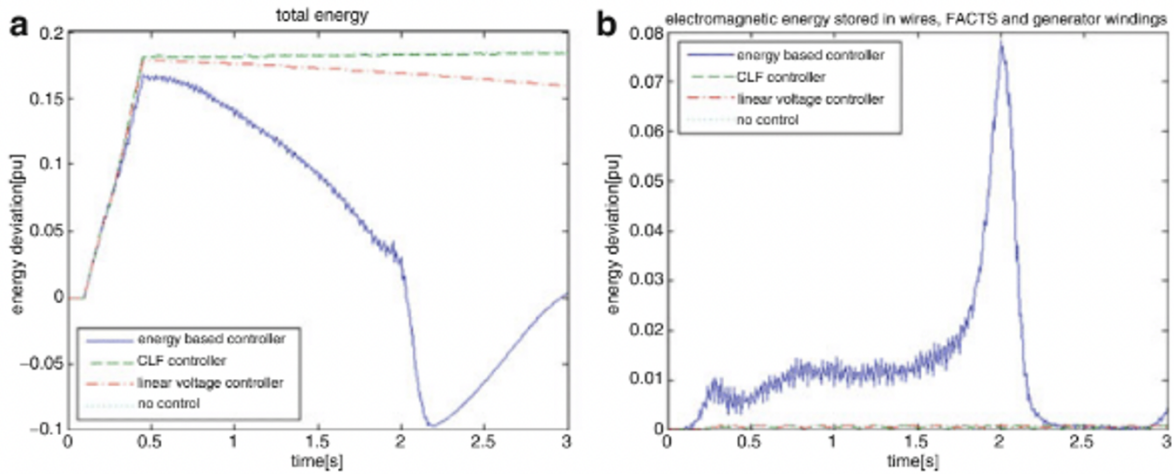 a
total energy
energy deviation[pu]
0.2
0.15
0.1
0.05
0
−0.05
−0.1
energy based controller
CLF controller
linear voltage controller
no control
0 0.5 1 1.5 2 2.5 3
time[s]
b
electromagnetic energy stored in wires, FACTS and generator windings
energy deviation[pu]
0.08
0.07
0.06
0.05
0.04
0.03
0.02
0.01
0
energy based controller
CLF controller
linear voltage controller
no control
0 0.5 1 1.5 2 2.5 3
time[s]